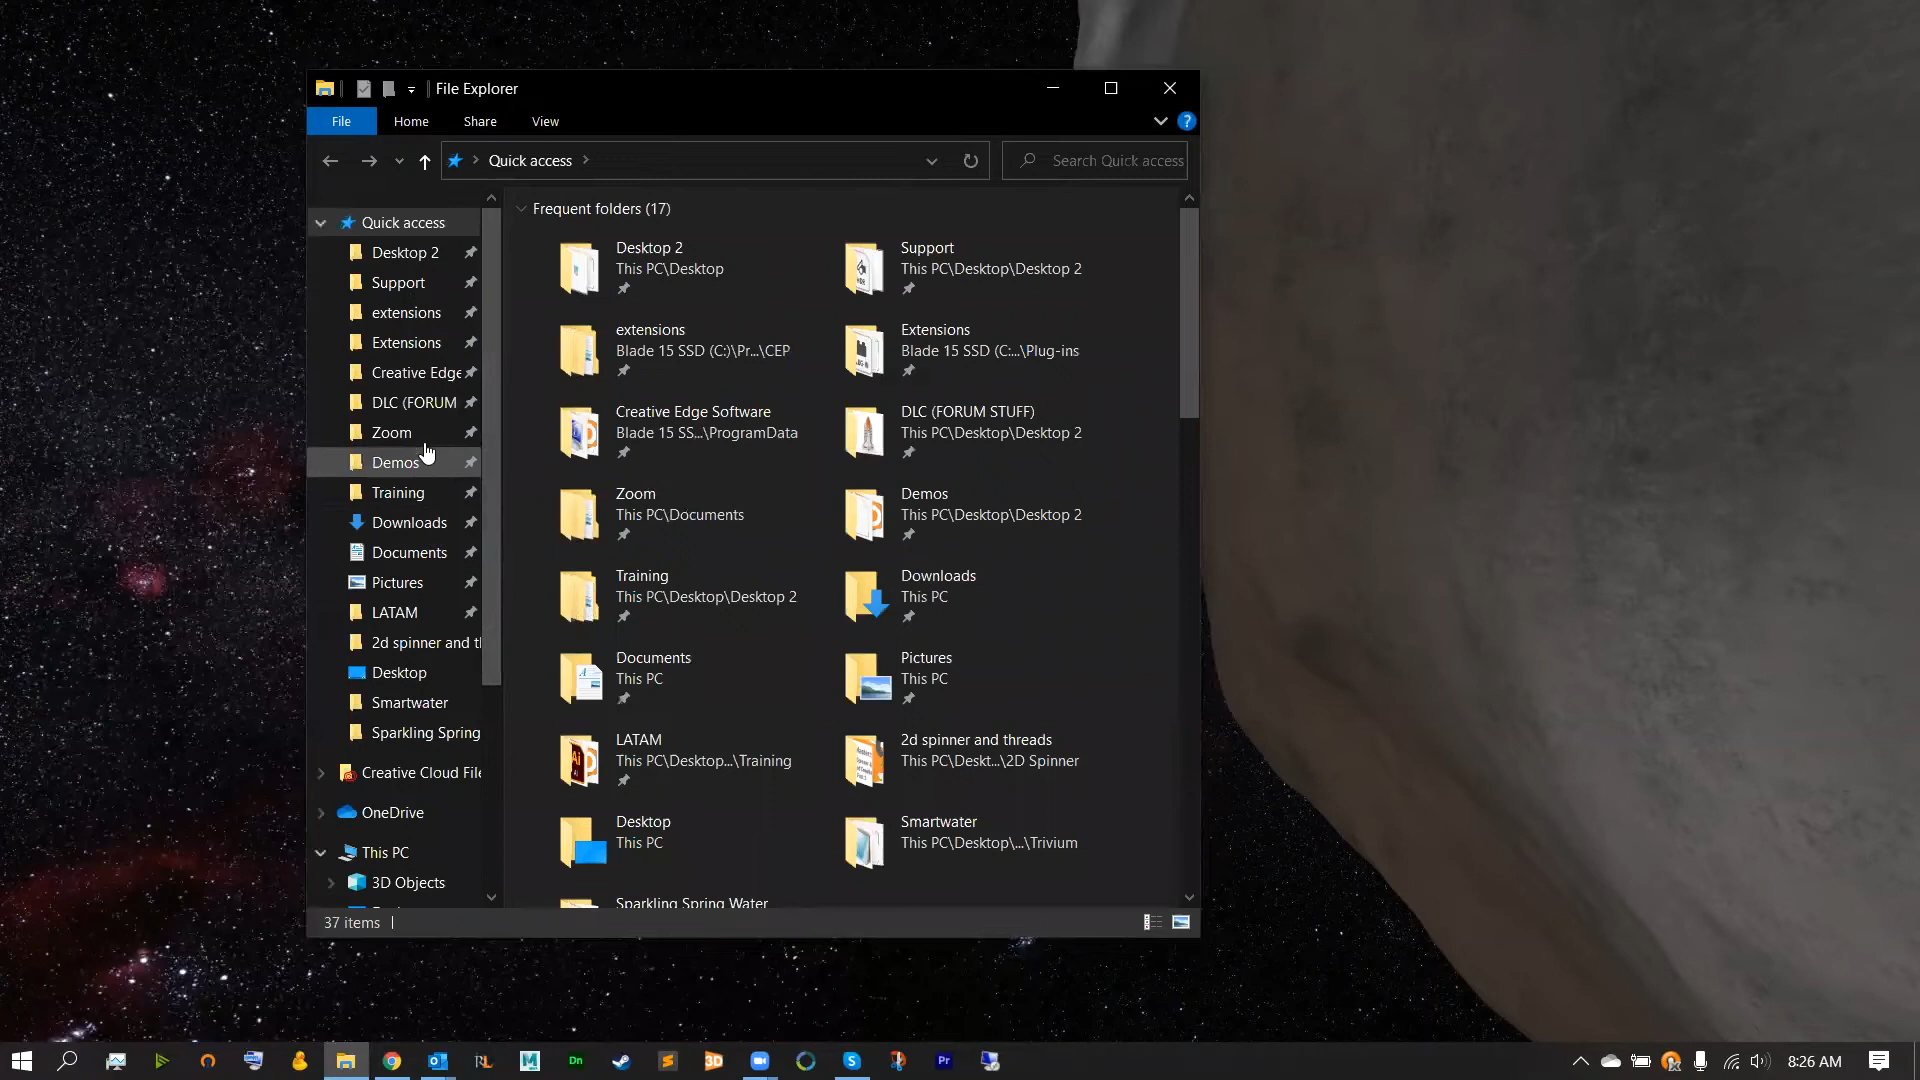 File Explorer
File
Home
Share
View
?
Quick access
Search Quick access
Quick access
Desktop 2
Support
extensions
Extensions
Creative Edge
DLC (FORUM
Zoom
Demos
Training
Downloads
Documents
Pictures
LATAM
2d spinner and tl
Desktop
Smartwater
Sparkling Spring
Creative Cloud File
OneDrive
This PC
3D Objects
Frequent folders (17)
Desktop 2
This PC\Desktop
Support
This PC\Desktop\Desktop 2
extensions
Blade 15 SSD (C:)\Pr...\CEP
Extensions
Blade 15 SSD (C:...\Plug-ins
Creative Edge Software
Blade 15 SS...\ProgramData
DLC (FORUM STUFF)
This PC\Desktop\Desktop 2
Zoom
This PC\Documents
Demos
This PC\Desktop\Desktop 2
Training
This PC\Desktop\Desktop 2
Downloads
This PC
Documents
This PC
Pictures
This PC
LATAM
This PC\Desktop...\Training
2d spinner and threads
This PC\Deskt...\2D Spinner
Desktop
This PC
Smartwater
This PC\Desktop\...\Trivium
Sparkling Spring Water
37 items
RL
M
Dn
S
3D
S
Pr
8:26 AM